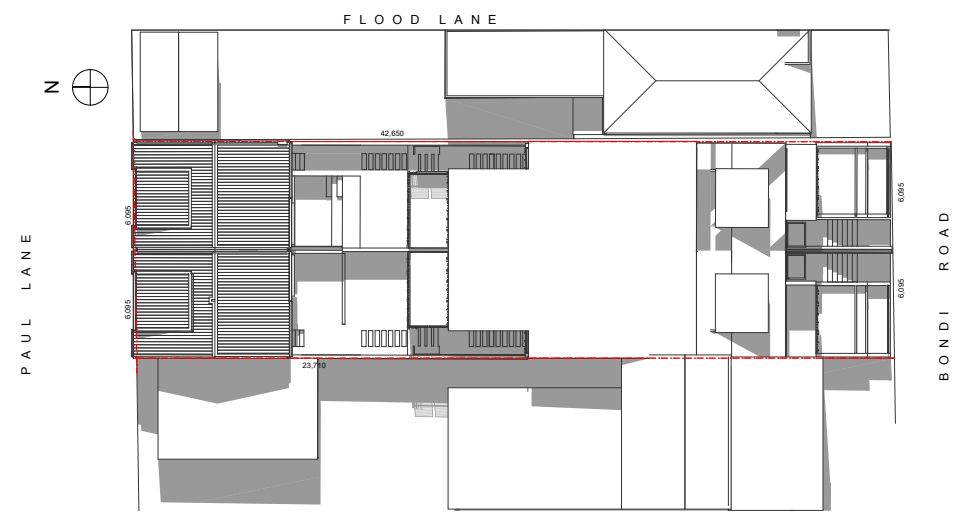 FLOOD LANE
N
42,650
6,095
6,095
PAUL LANE
6,095
BONDI ROAD
6,095
23,710